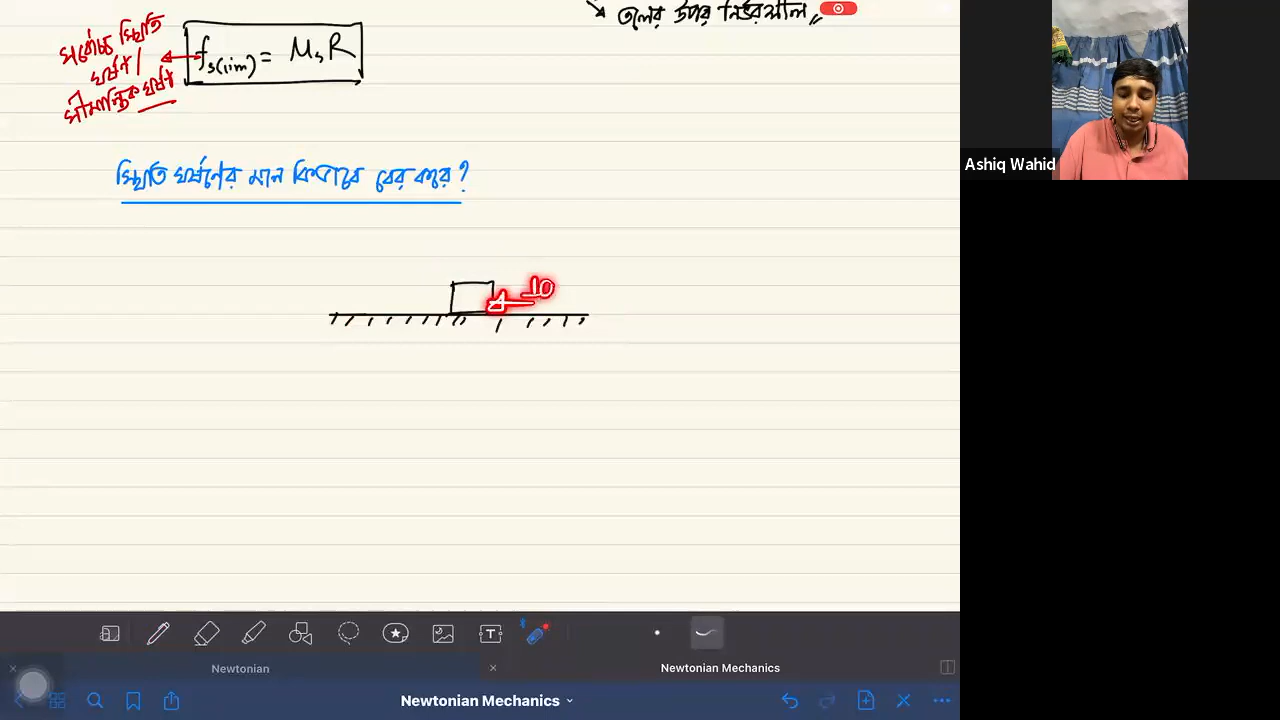 তলের উপর নির্ভরশীল
সর্বোচ্চ স্থিতি
ঘর্ষণ /
সীমান্তিক ঘর্ষণ
fs(lim) = μsR
স্থিতি ঘর্ষণের মান কিভাবে বের করে?
10
Ashiq Wahid
Newtonian
Newtonian Mechanics
Newtonian Mechanics